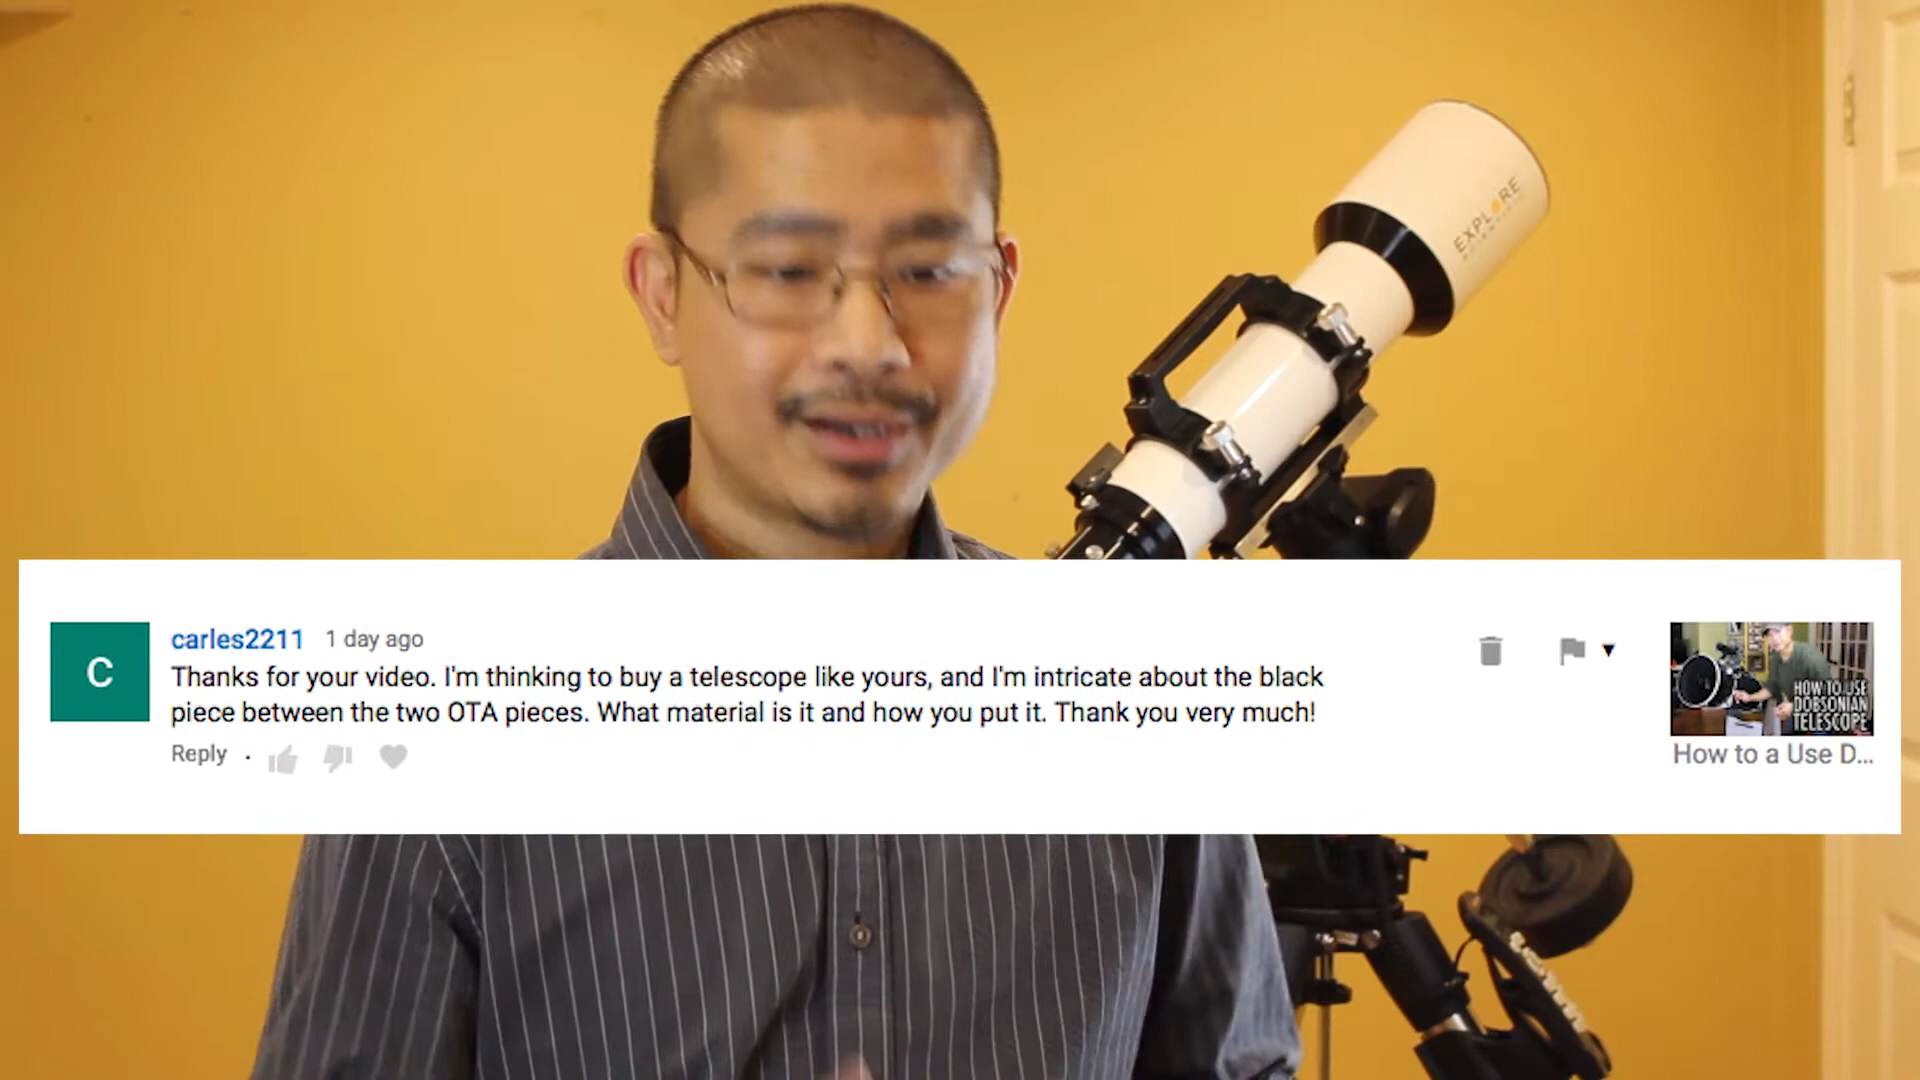 EXPLORE
carles2211 1 day ago
Thanks for your video. I'm thinking to buy a telescope like yours, and I'm intricate about the black
piece between the two OTA pieces. What material is it and how you put it. Thank you very much!
Reply ·
HOW TO USE
DOBSONIAN
TELESCOPE
How to a Use D...
C